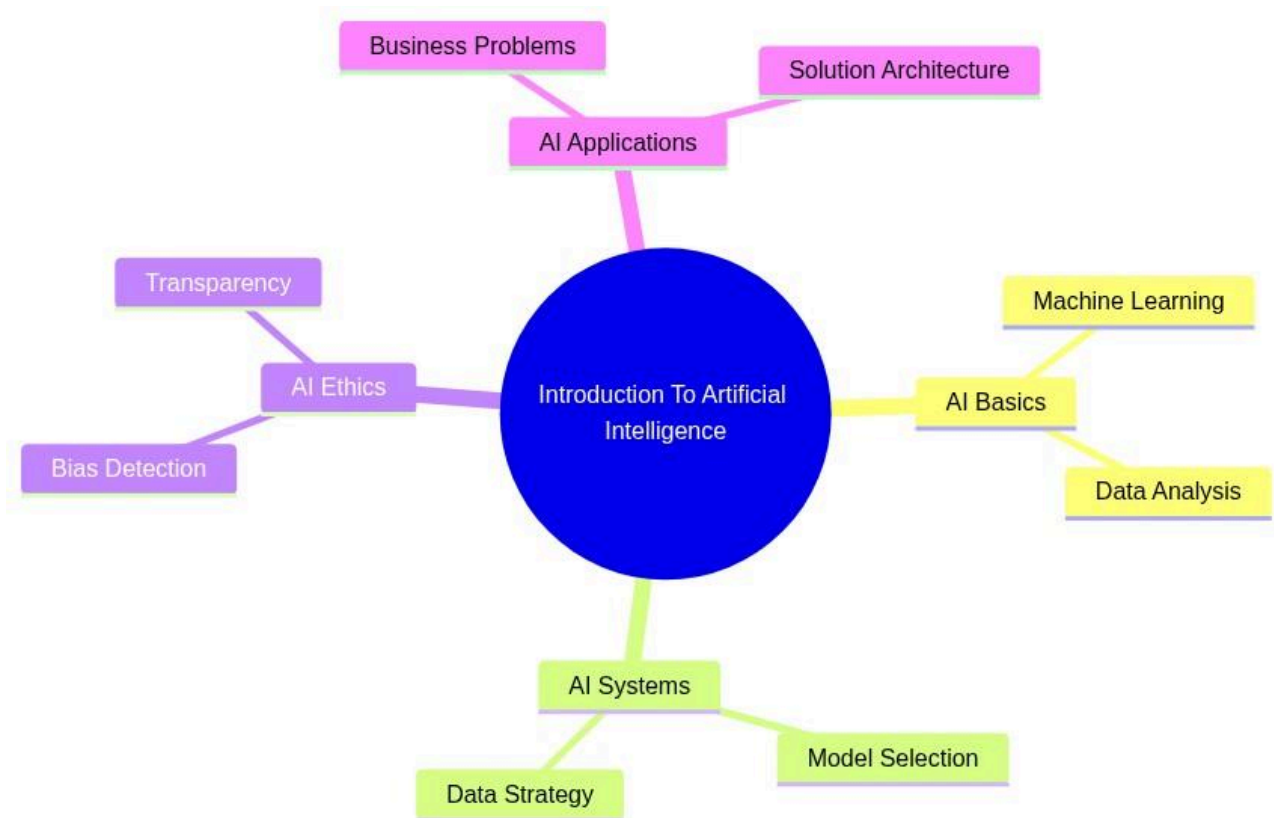 Business Problems
Solution Architecture
AI Applications
Transparency
Machine Learning
AI Ethics
Introduction To Artificial
Intelligence
AI Basics
Bias Detection
Data Analysis
AI Systems
Model Selection
Data Strategy